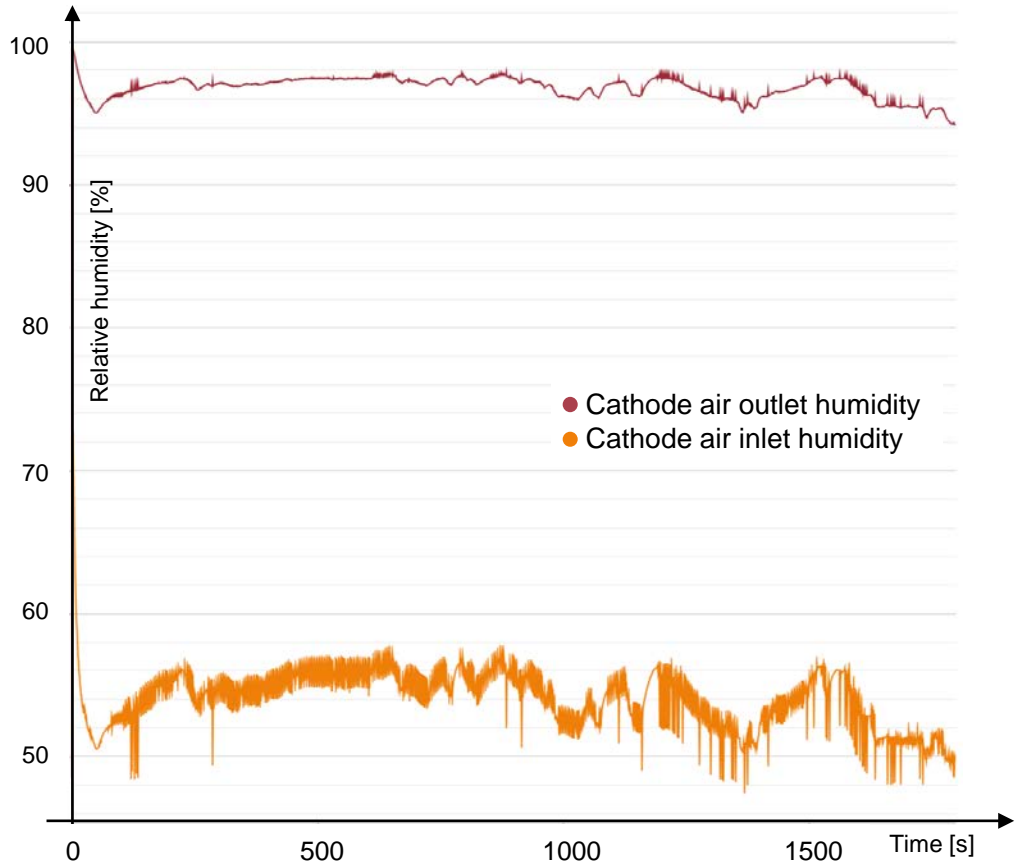 100
90
80
70
60
50
Relative humidity [%]
Cathode air outlet humidity
Cathode air inlet humidity
0 500 1000 1500 Time [s]